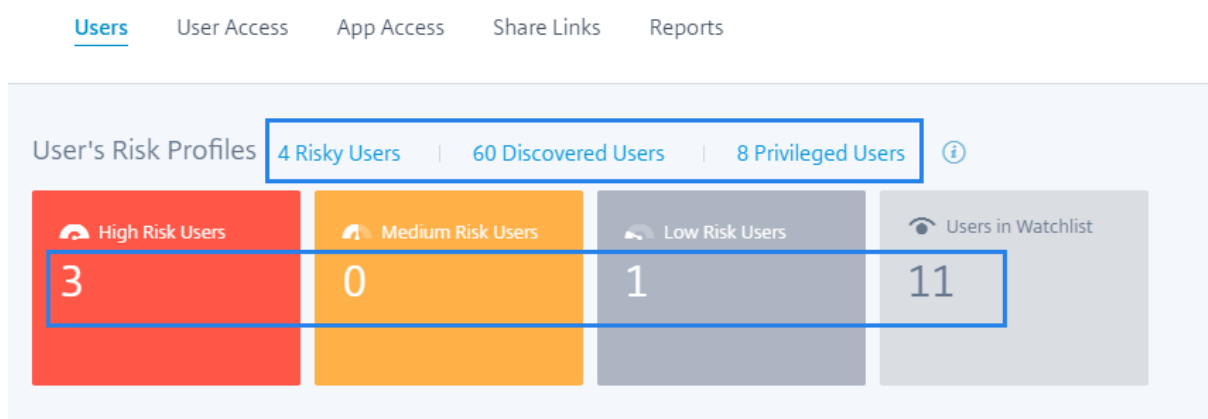 Users User Access App Access Share Links Reports
User's Risk Profiles 4 Risky Users 60 Discovered Users 8 Privileged Users i
High Risk Users Medium Risk Users Low Risk Users Users in Watchlist
3 0 1 11